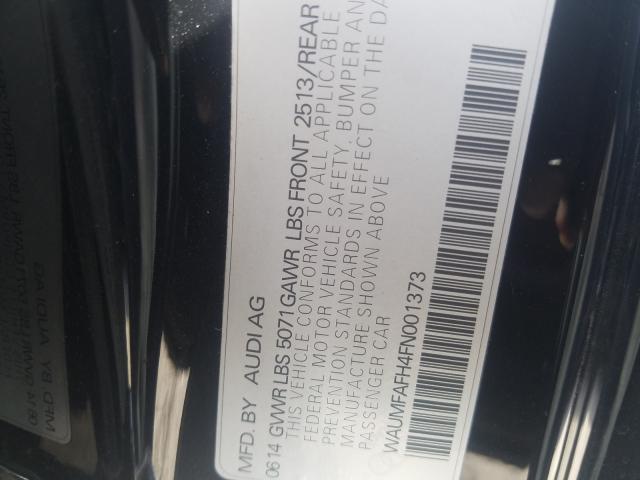 MFD. BY AUDI AG
0614 GVWR LBS 5071 GAWR LBS FRONT 2513/REAR
THIS VEHICLE CONFORMS TO ALL APPLICABLE
FEDERAL MOTOR VEHICLE SAFETY, BUMPER AN
PREVENTION STANDARDS IN EFFECT ON THE DA
MANUFACTURE SHOWN ABOVE
PASSENGER CAR
WAUMFAFH4FN001373